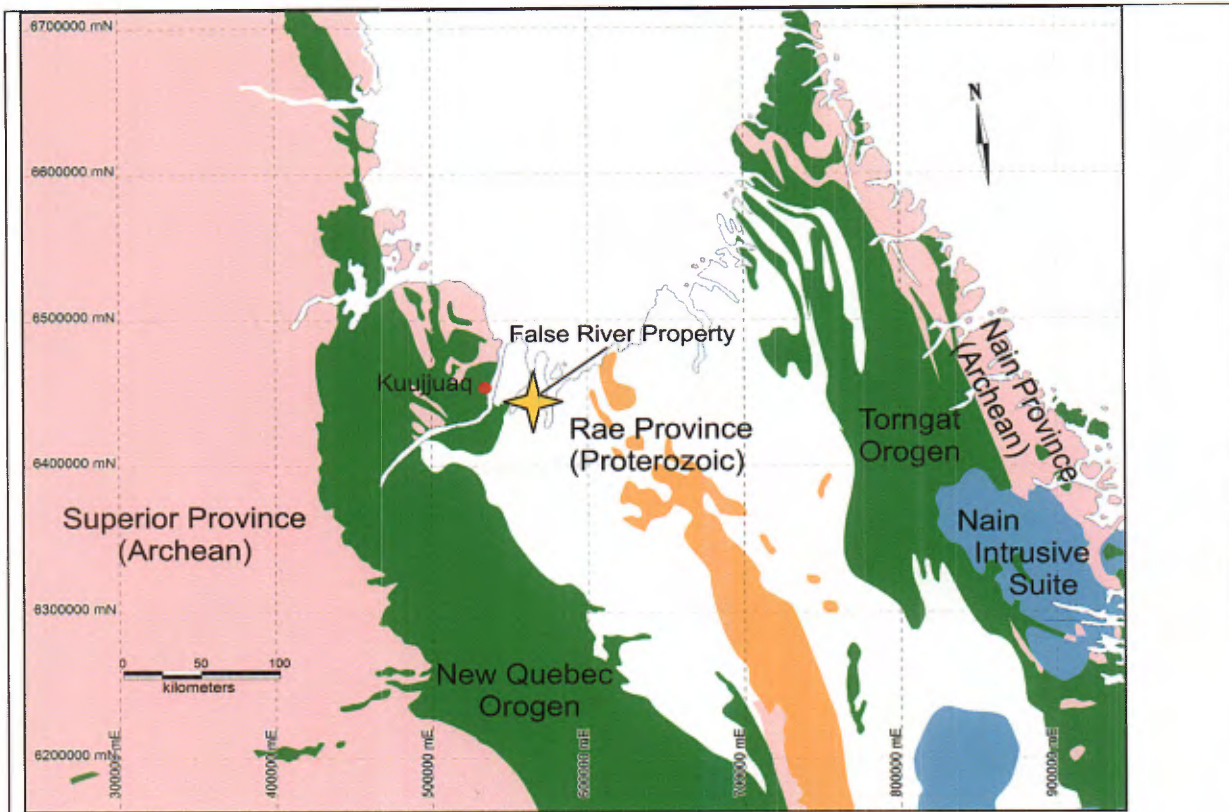 6700000 mN
N
6600000 mN
6500000 mN
False River Property
Kuujjuaq
Nain Province
(Archean)
Rae Province
(Proterozoic)
Torngat
Orogen
6400000 mN
Superior Province
(Archean)
Nain
Intrusive
Suite
6300000 mN
0 50 100
kilometers
New Quebec
Orogen
6200000 mN
300000 mE
400000 mE
500000 mE
600000 mE
700000 mE
800000 mE
900000 mE